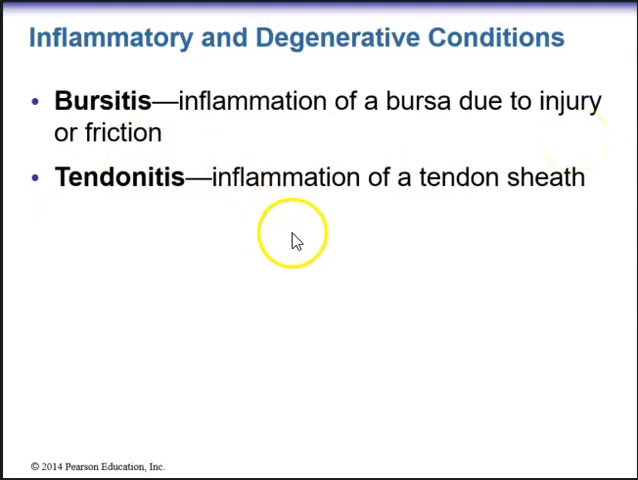 Inflammatory and Degenerative Conditions
• Bursitis—inflammation of a bursa due to injury
or friction
• Tendonitis—inflammation of a tendon sheath
© 2014 Pearson Education, Inc.